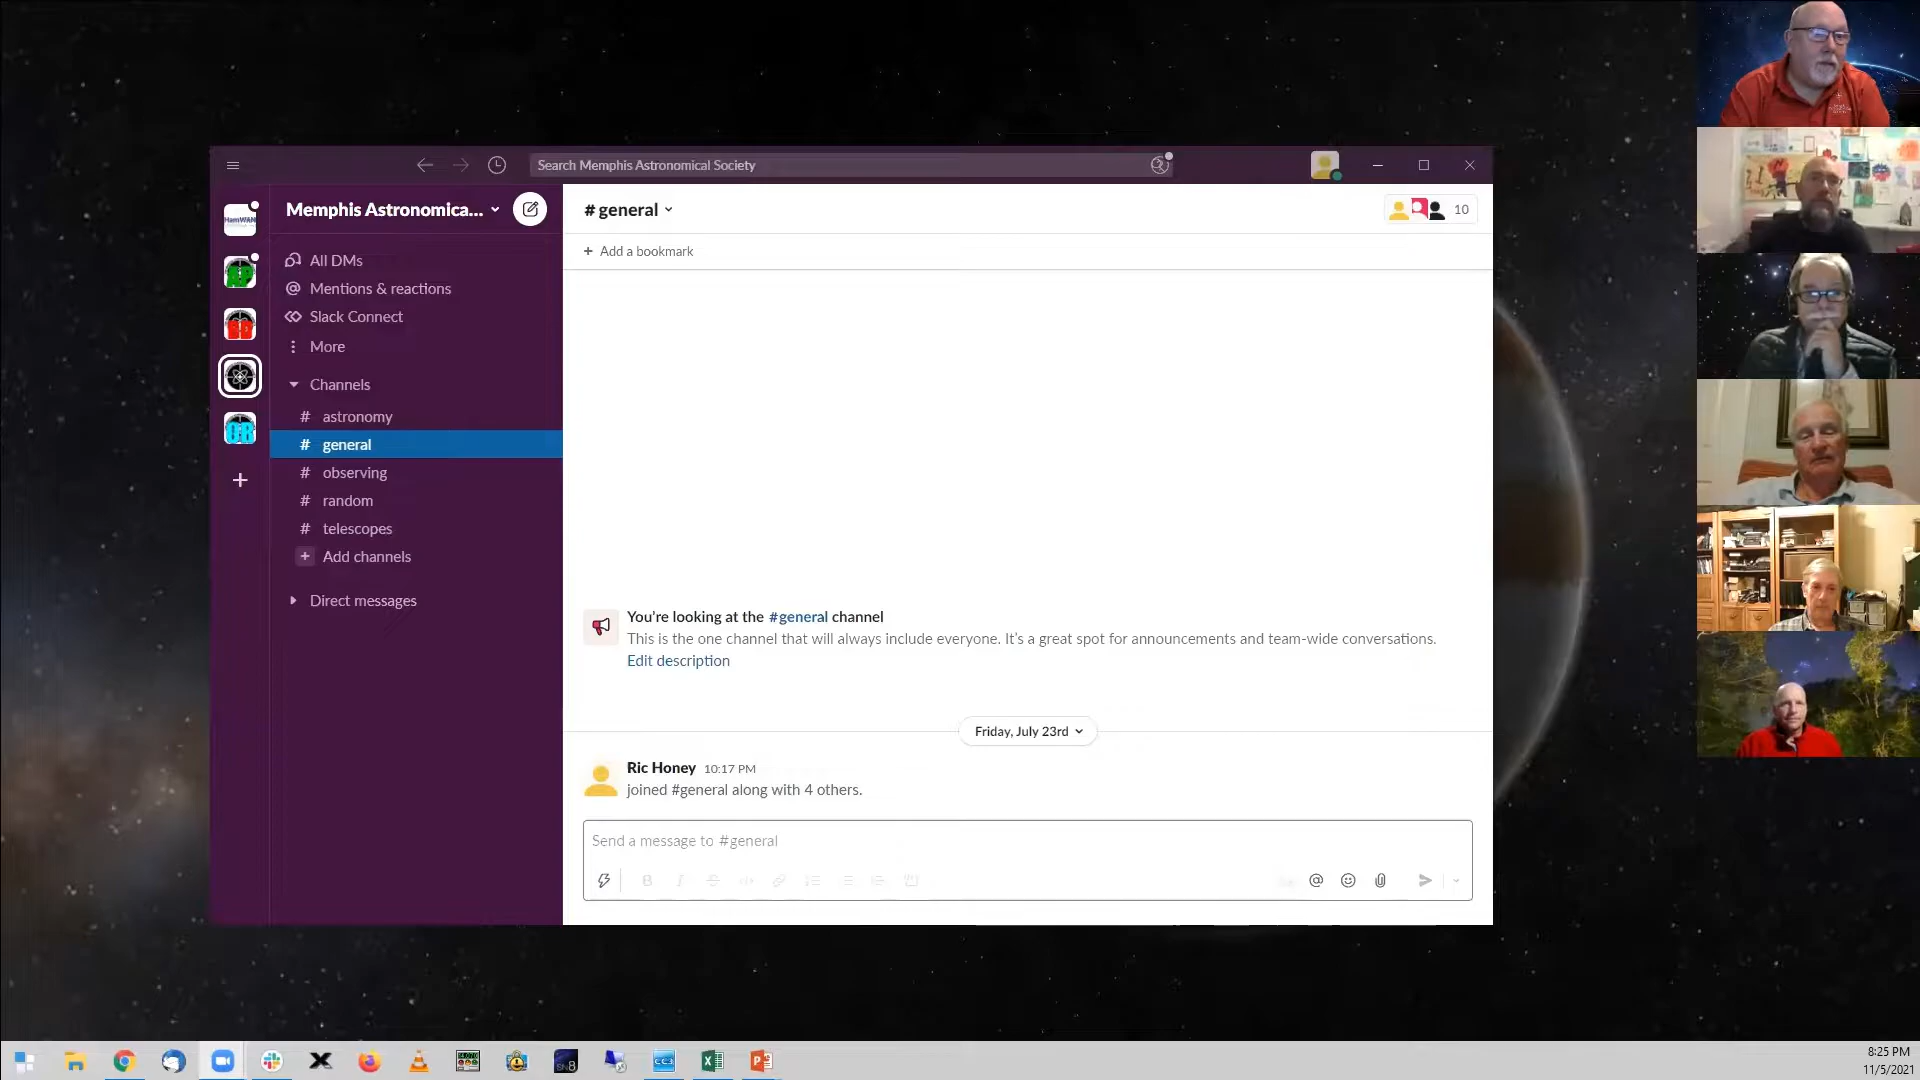 Search Memphis Astronomical Society
HamWAN
Memphis Astronomica...
# general
10
+ Add a bookmark
All DMs
@ Mentions & reactions
Slack Connect
More
Channels
# astronomy
# general
# observing
# random
# telescopes
+ Add channels
Direct messages
OB
You're looking at the #general channel
This is the one channel that will always include everyone. It's a great spot for announcements and team-wide conversations.
Edit description
Friday, July 23rd
Ric Honey 10:17 PM
joined #general along with 4 others.
Send a message to #general
B I S
CC3
8:25 PM
11/5/2021